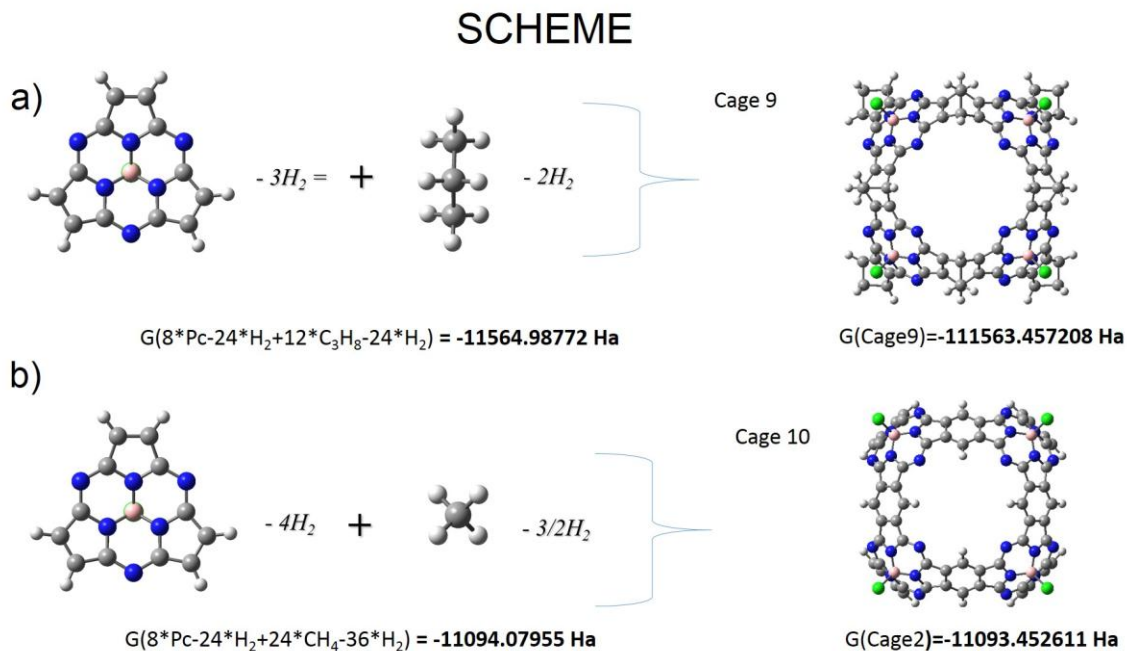 SCHEME
a)
- 3H₂ = + - 2H₂
Cage 9
G(8*Pc-24*H₂+12*C₃H₈-24*H₂) = -11564.98772 Ha
G(Cage9)=-111563.457208 Ha
b)
- 4H₂ + - 3/2H₂
Cage 10
G(8*Pc-24*H₂+24*CH₄-36*H₂) = -11094.07955 Ha
G(Cage2)=-11093.452611 Ha